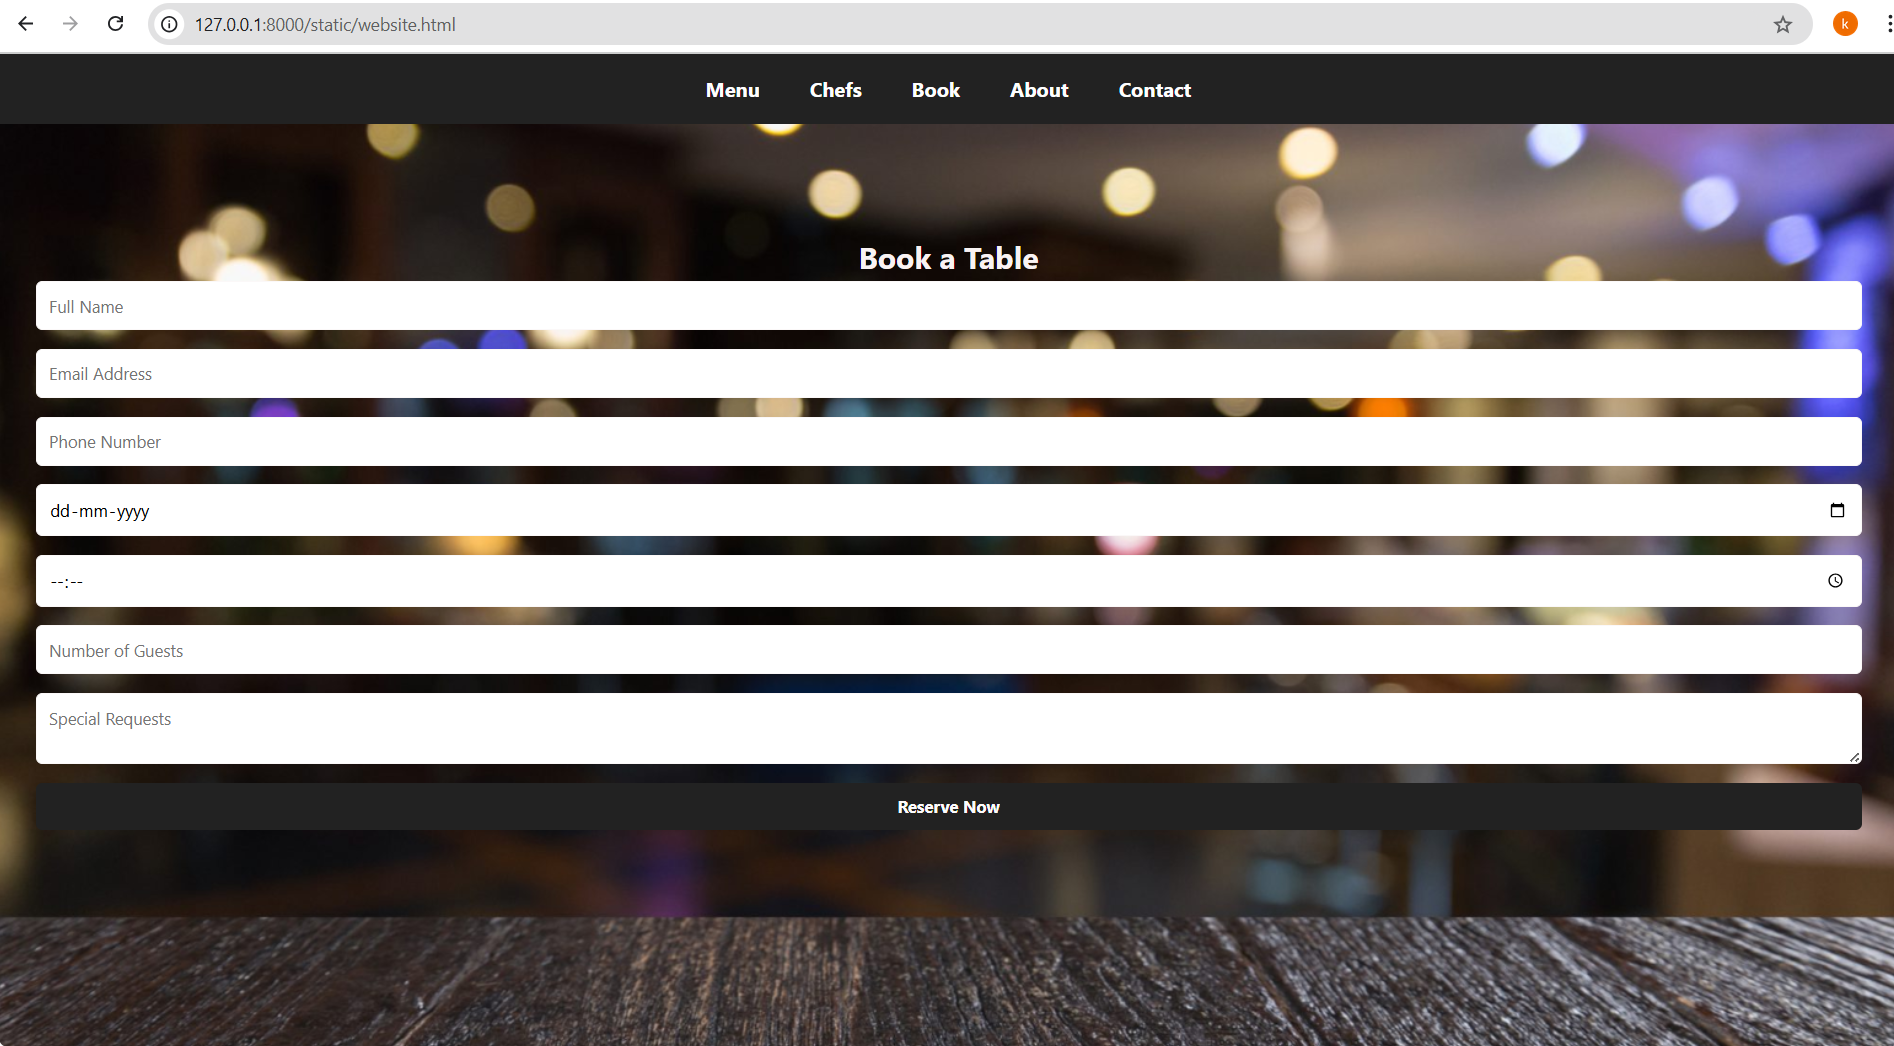 127.0.0.1:8000/static/website.html
k
Menu Chefs Book About Contact
Book a Table
Full Name
Email Address
Phone Number
dd-mm-yyyy
--:--
Number of Guests
Special Requests
Reserve Now